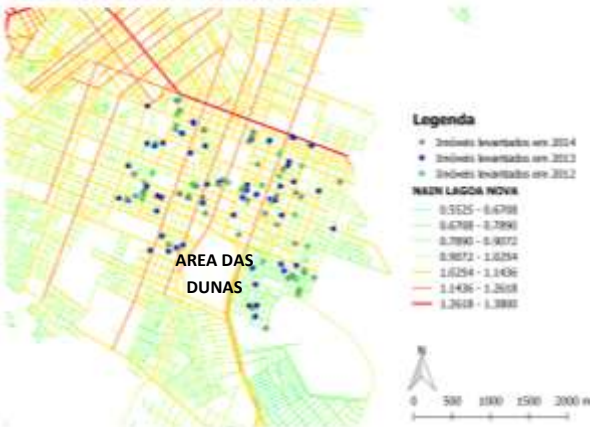 AREA DAS
DUNAS
Legenda
Imóveis levantados em 2014
Imóveis levantados em 2013
Imóveis levantados em 2012
NAIN LAGOA NOVA
0.5525 - 0.6708
0.6708 - 0.7890
0.7890 - 0.9072
0.9072 - 1.0254
1.0254 - 1.1436
1.1436 - 1.2618
1.2618 - 1.3800
N
0 500 1000 1500 2000 m